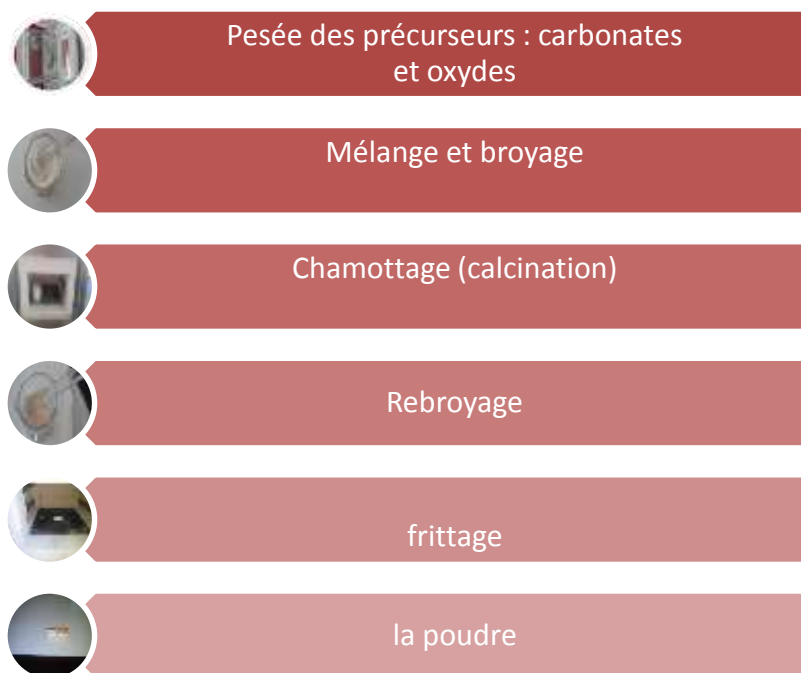 Pesée des précurseurs : carbonates
et oxydes
Mélange et broyage
Chamottage (calcination)
Rebroyage
frittage
la poudre